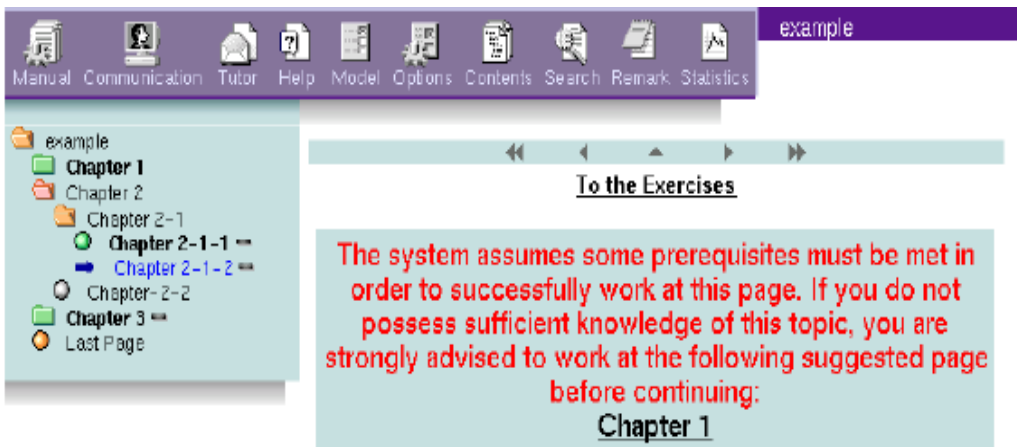 example
Manual Communication Tutor Help Model Options Contents Search Remark Statistics
example
Chapter 1
Chapter 2
Chapter 2-1
Chapter 2-1-1
Chapter 2-1-2
Chapter-2-2
Chapter 3
Last Page
To the Exercises
The system assumes some prerequisites must be met in
order to successfully work at this page. If you do not
possess sufficient knowledge of this topic, you are
strongly advised to work at the following suggested page
before continuing:
Chapter 1